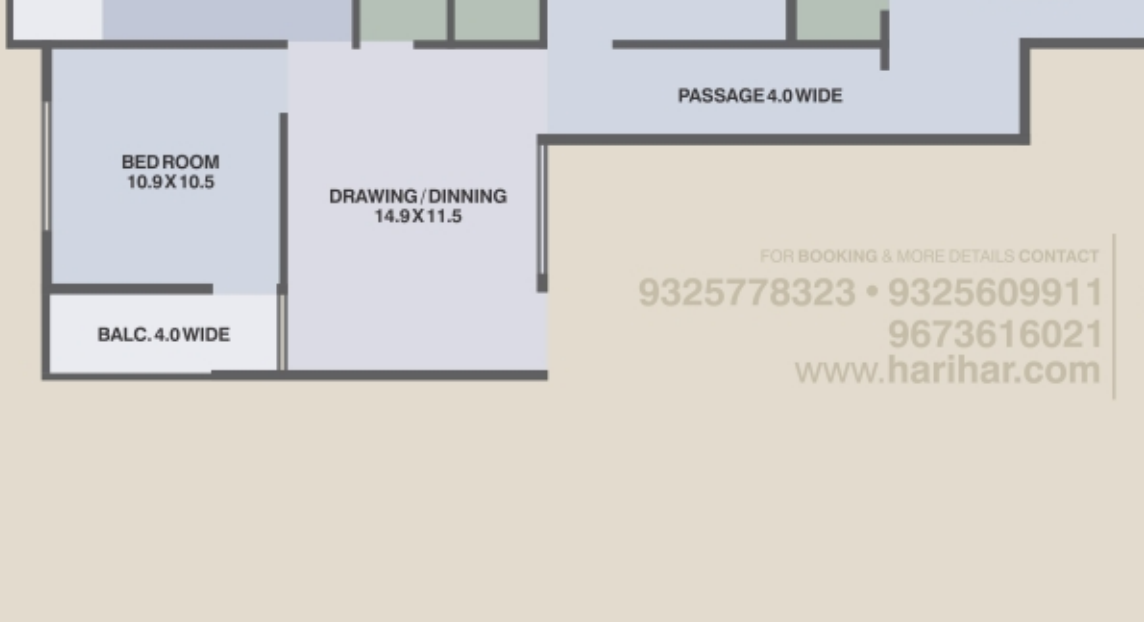 PASSAGE 4.0 WIDE
BED ROOM
10.9 X 10.5
DRAWING / DINNING
14.9 X 11.5
BALC. 4.0 WIDE
FOR BOOKING & MORE DETAILS CONTACT
9325778323 • 9325609911
9673616021
www.harihar.com